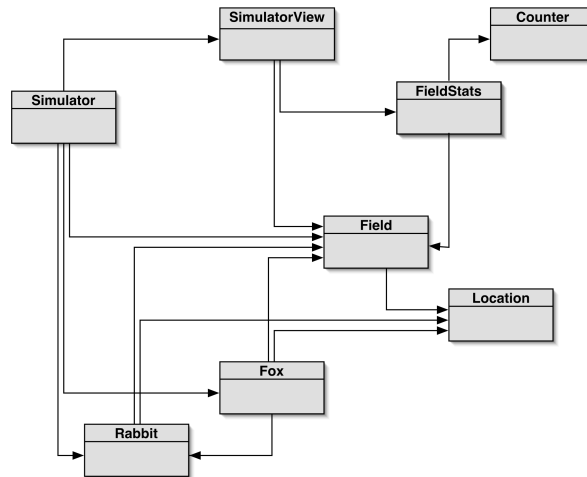 SimulatorView
Counter
Simulator
FieldStats
Field
Location
Fox
Rabbit